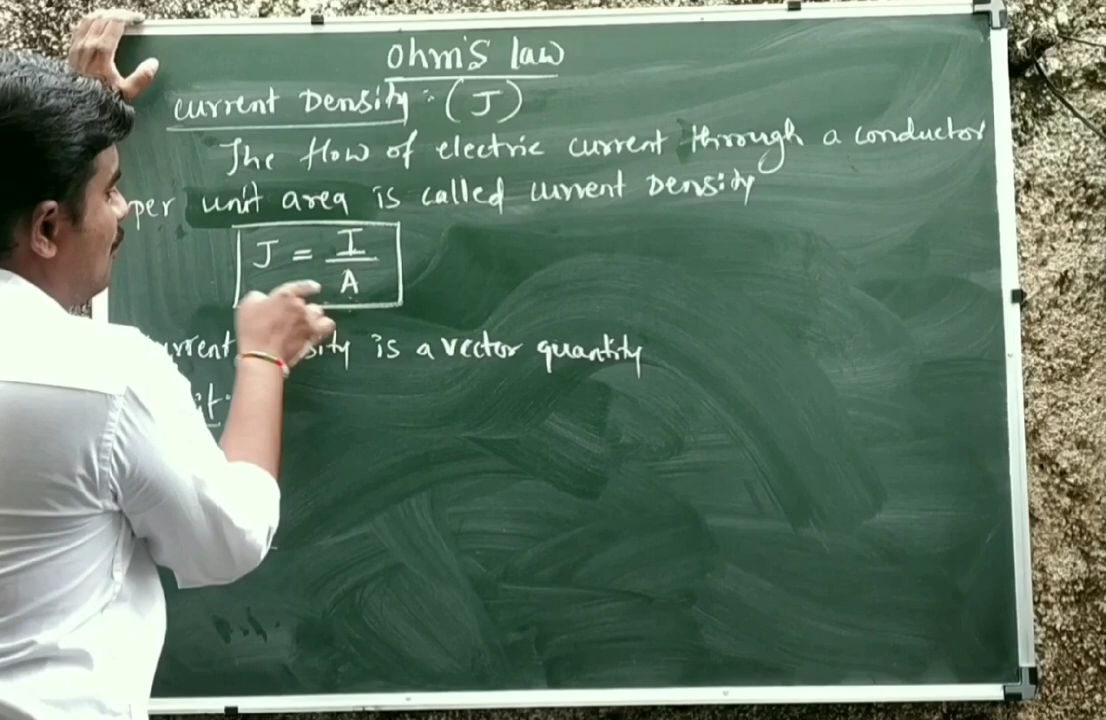 ohm's law
current Density :- (J)
The flow of electric current through a conductor
per unit area is called current Density
J = I / A
is a vector quantity